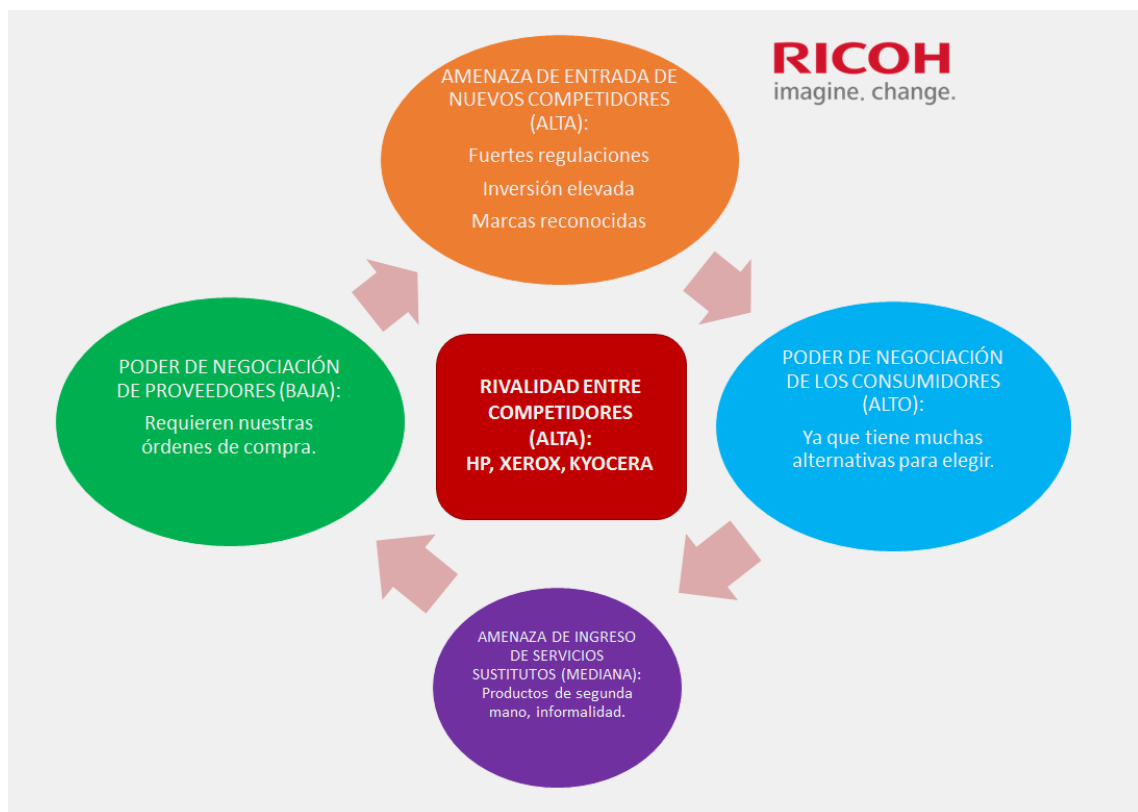 RICOH
imagine. change.
AMENAZA DE ENTRADA DE
NUEVOS COMPETIDORES
(ALTA):
Fuertes regulaciones
Inversión elevada
Marcas reconocidas
PODER DE NEGOCIACIÓN
DE PROVEEDORES (BAJA):
Requieren nuestras
órdenes de compra.
RIVALIDAD ENTRE
COMPETIDORES
(ALTA):
HP, XEROX, KYOCERA
PODER DE NEGOCIACIÓN
DE LOS CONSUMIDORES
(ALTO):
Ya que tiene muchas
alternativas para elegir.
AMENAZA DE INGRESO
DE SERVICIOS
SUSTITUTOS (MEDIANA):
Productos de segunda
mano, informalidad.